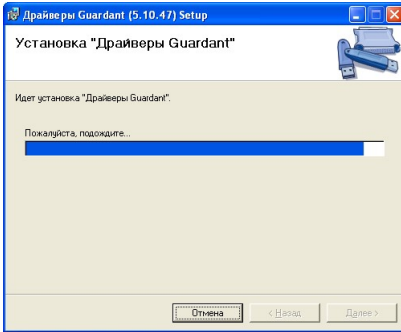 Драйверы Guardant (5.10.47) Setup
Установка "Драйверы Guardant"
Идет установка "Драйверы Guardant".
Пожалуйста, подождите...
Отмена
< Назад
Далее >